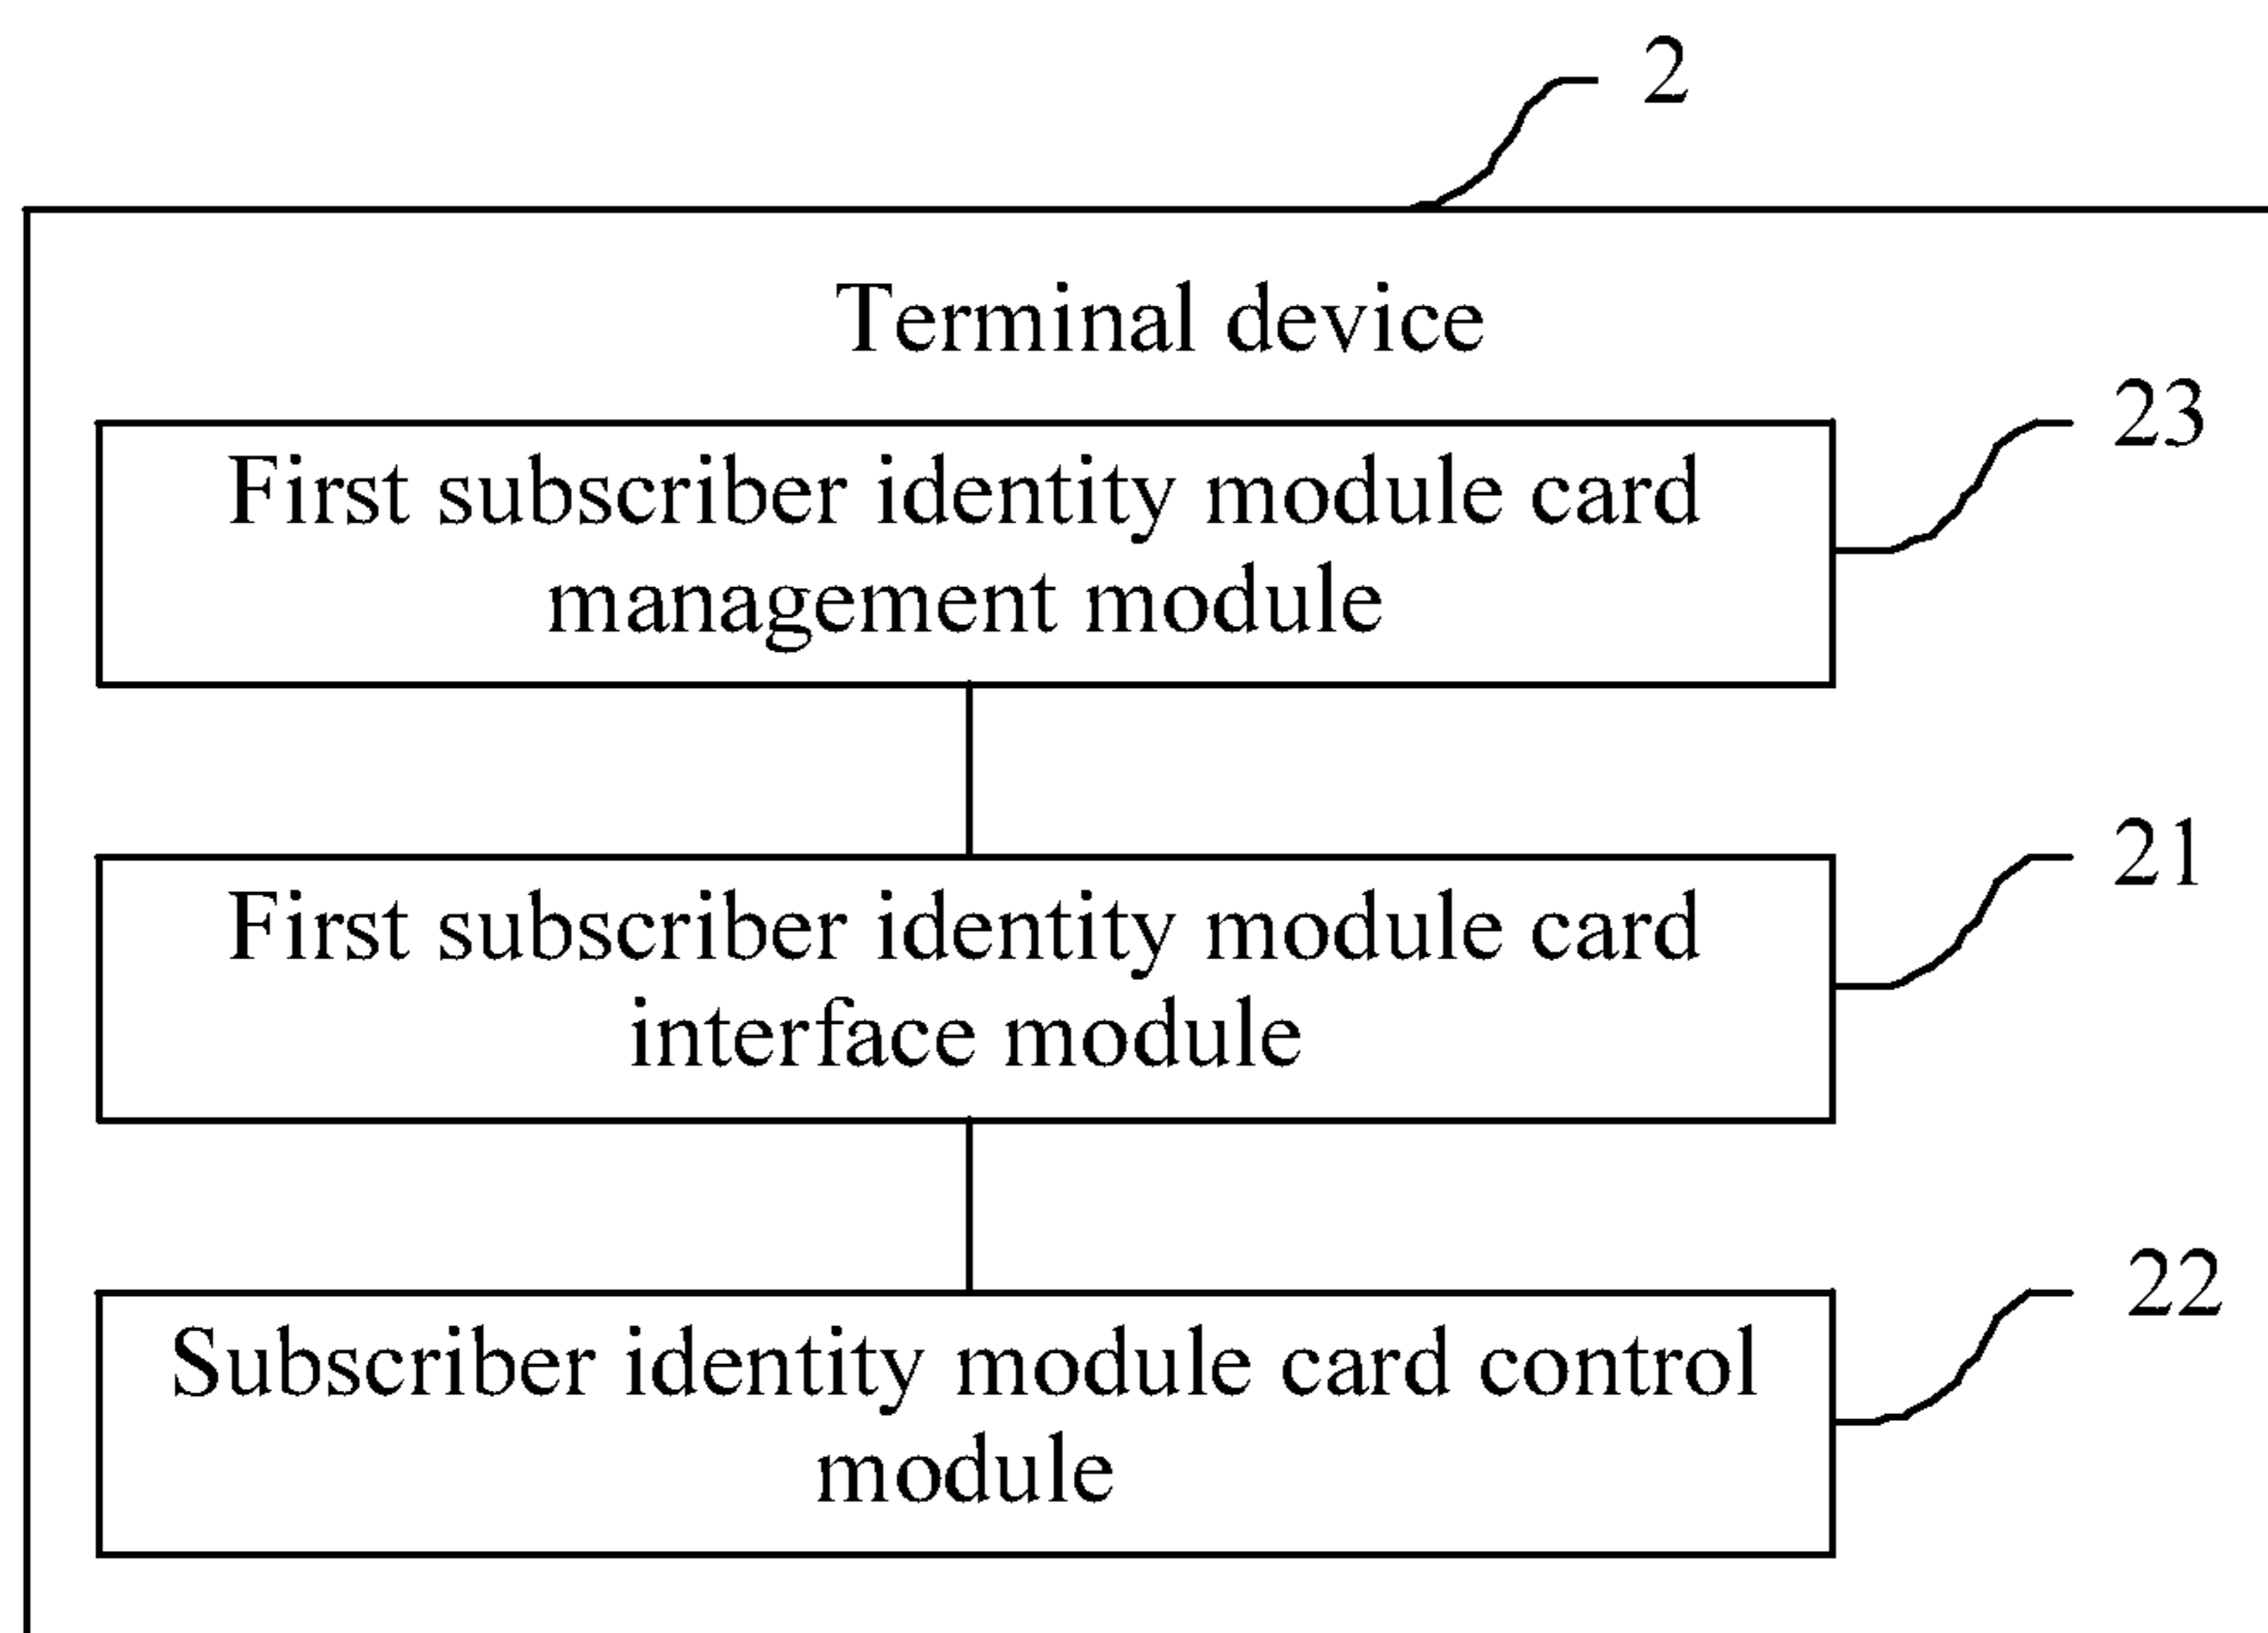 2
Terminal device
23
First subscriber identity module card
management module
21
First subscriber identity module card
interface module
22
Subscriber identity module card control
module